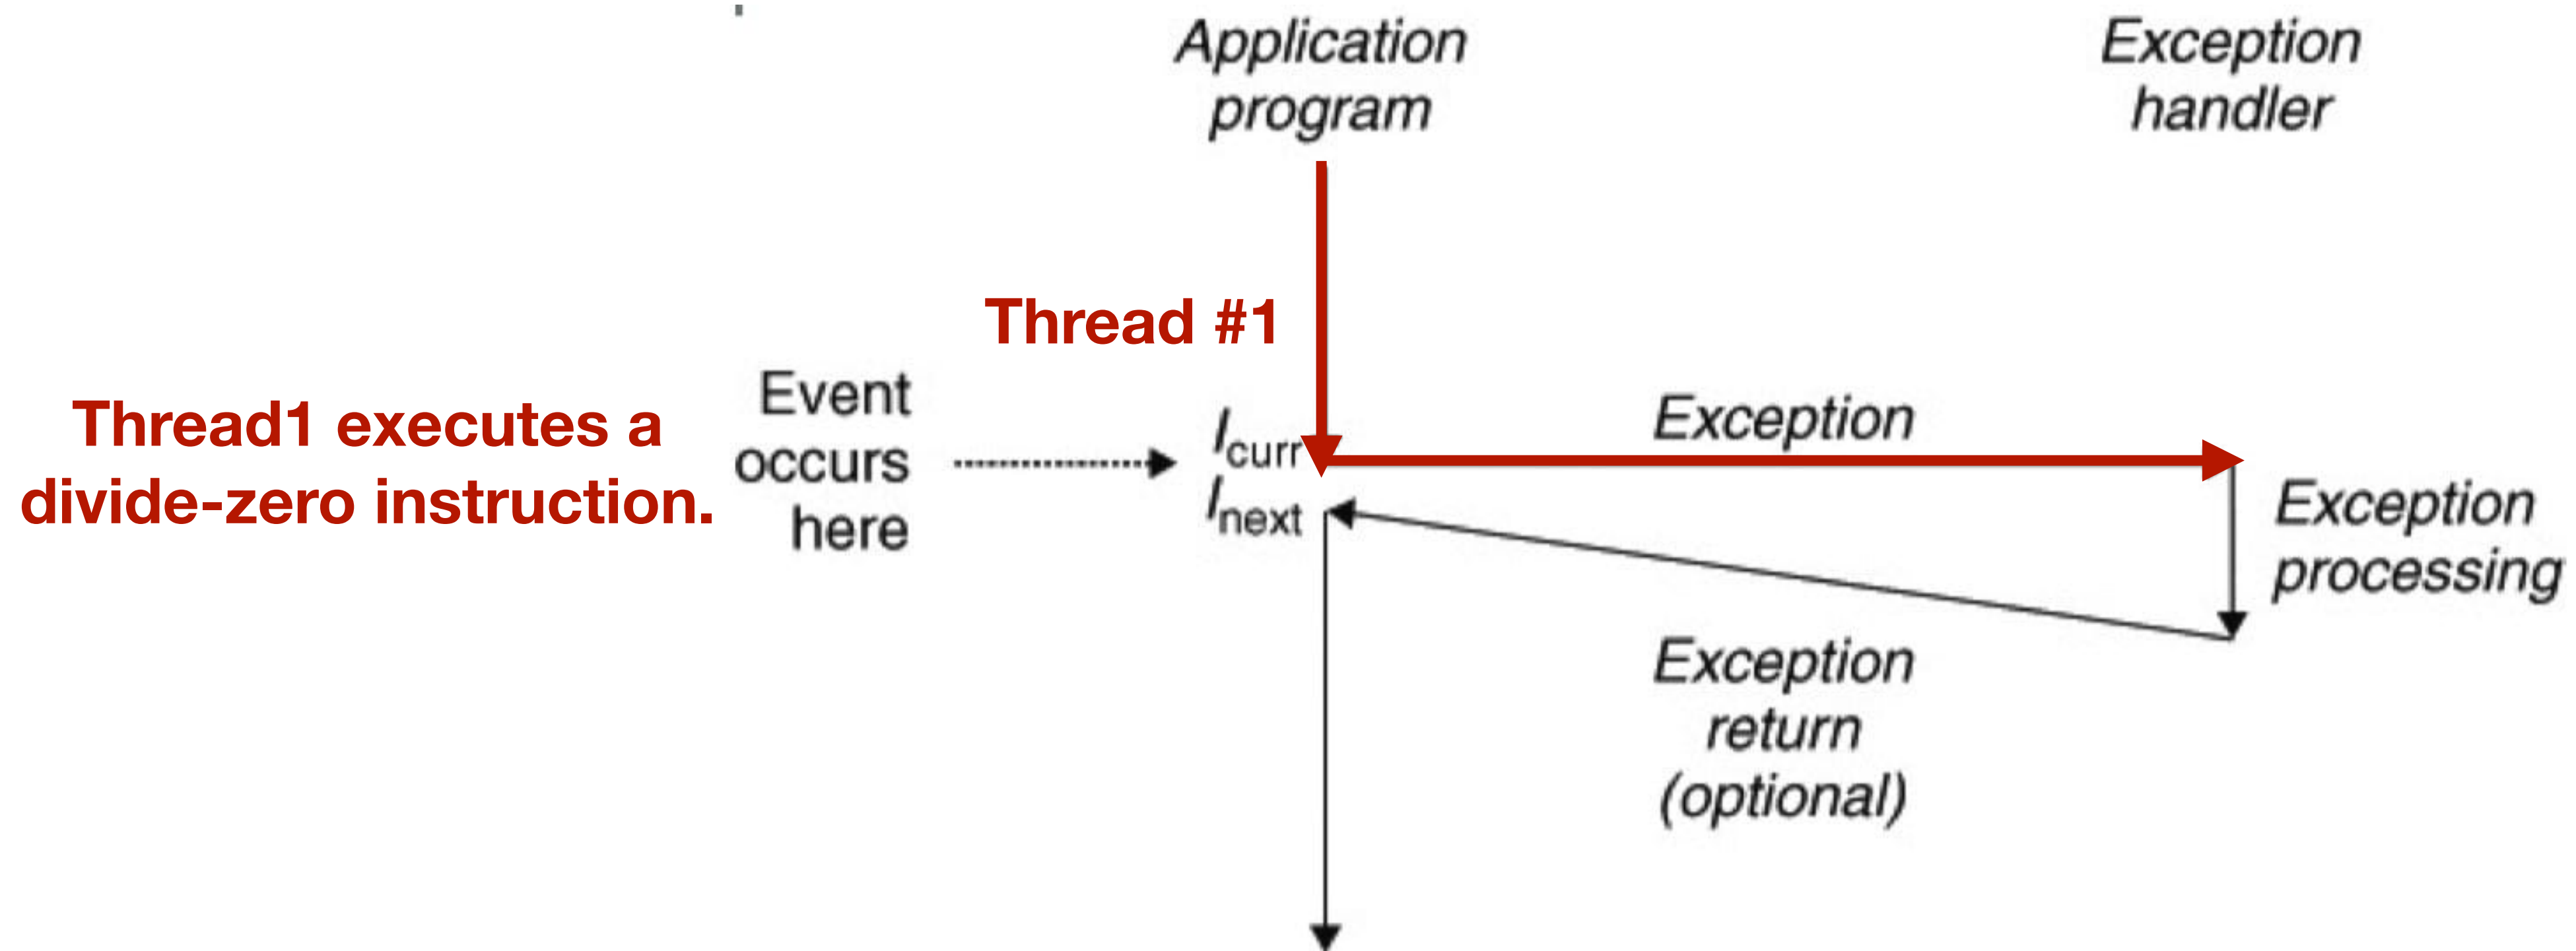 Application
program
Exception
handler
Thread #1
Thread1 executes a
divide-zero instruction.
Event
occurs
here
Icurr
Inext
Exception
Exception
processing
Exception
return
(optional)